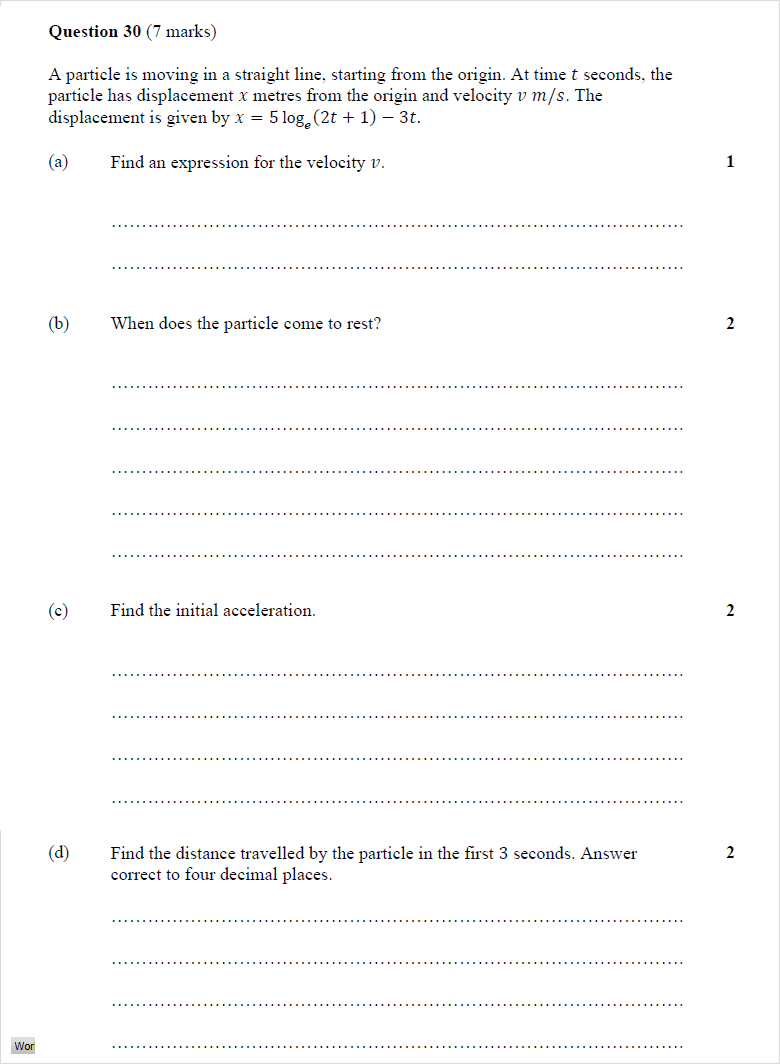 Question 30 (7 marks)
A particle is moving in a straight line, starting from the origin. At time t seconds, the
particle has displacement x metres from the origin and velocity v m/s. The
displacement is given by x = 5 logₑ(2t + 1) − 3t.
(a) Find an expression for the velocity v. 1
..........................................................................................
..........................................................................................
(b) When does the particle come to rest? 2
..........................................................................................
..........................................................................................
..........................................................................................
..........................................................................................
..........................................................................................
(c) Find the initial acceleration. 2
..........................................................................................
..........................................................................................
..........................................................................................
..........................................................................................
(d) Find the distance travelled by the particle in the first 3 seconds. Answer 2
correct to four decimal places.
..........................................................................................
..........................................................................................
..........................................................................................
Wor ..........................................................................................